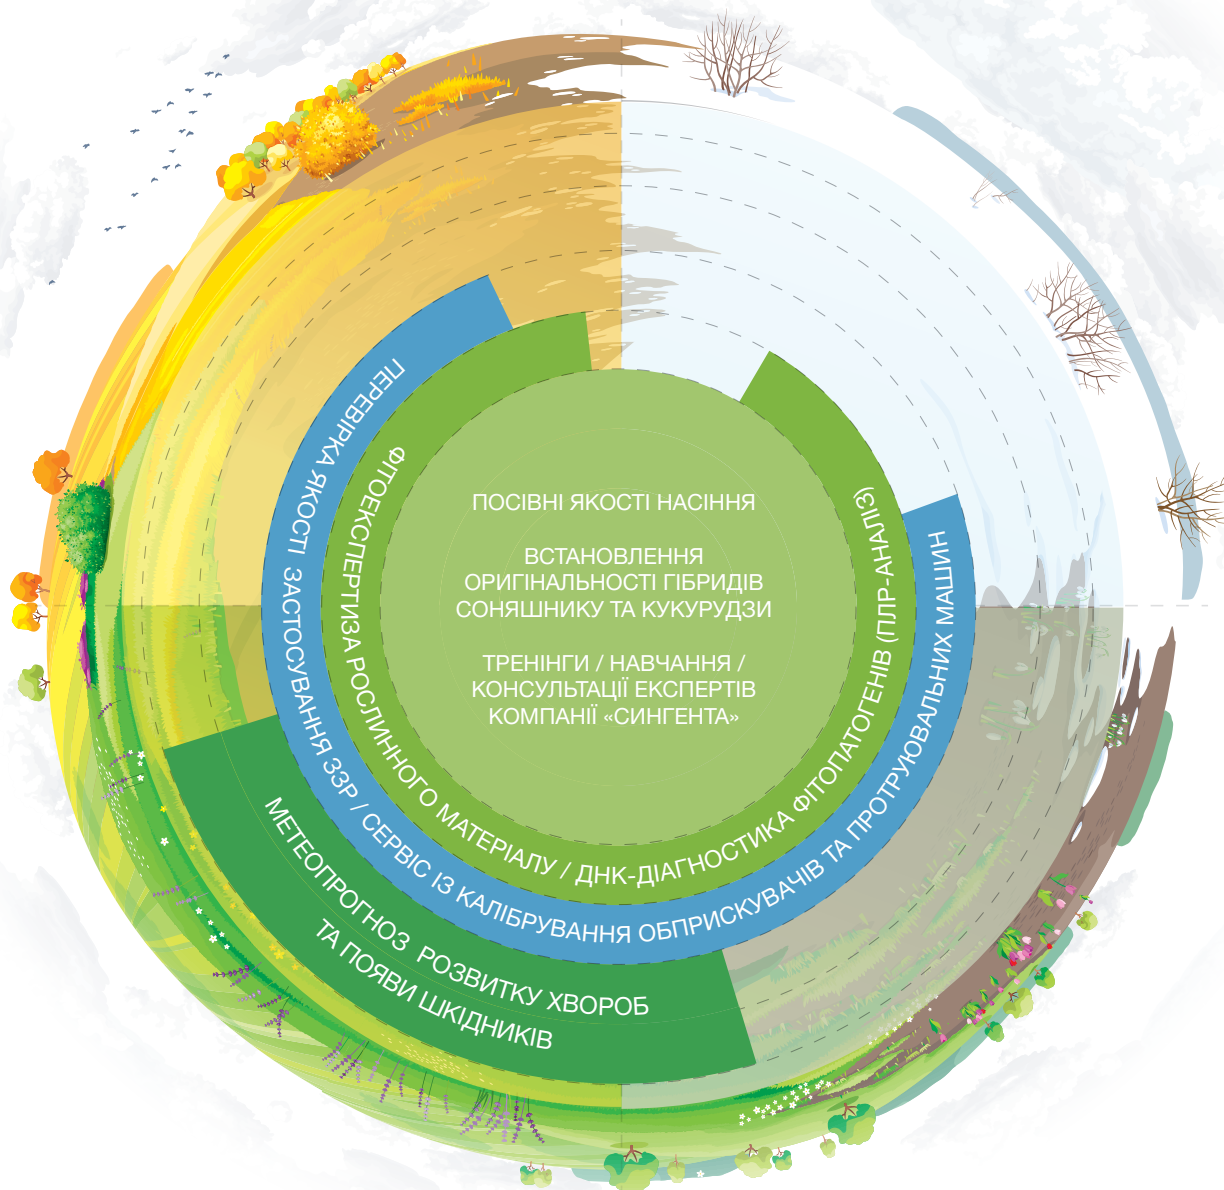 ПОСІВНІ ЯКОСТІ НАСІННЯ
ВСТАНОВЛЕННЯ
ОРИГІНАЛЬНОСТІ ГІБРИДІВ
СОНЯШНИКУ ТА КУКУРУДЗИ
ТРЕНІНГИ / НАВЧАННЯ /
КОНСУЛЬТАЦІЇ ЕКСПЕРТІВ
КОМПАНІЇ «СИНГЕНТА»
ФІТОЕКСПЕРТИЗА РОСЛИННОГО МАТЕРІАЛУ / ДНК-ДІАГНОСТИКА ФІТОПАТОГЕНІВ (ПЛР-АНАЛІЗ)
ПЕРЕВІРКА ЯКОСТІ ЗАСТОСУВАННЯ ЗЗР / СЕРВІС ІЗ КАЛІБРУВАННЯ ОБПРИСКУВАЧІВ ТА ПРОТРУЮВАЛЬНИХ МАШИН
МЕТЕОПРОГНОЗ РОЗВИТКУ ХВОРОБ
ТА ПОЯВИ ШКІДНИКІВ